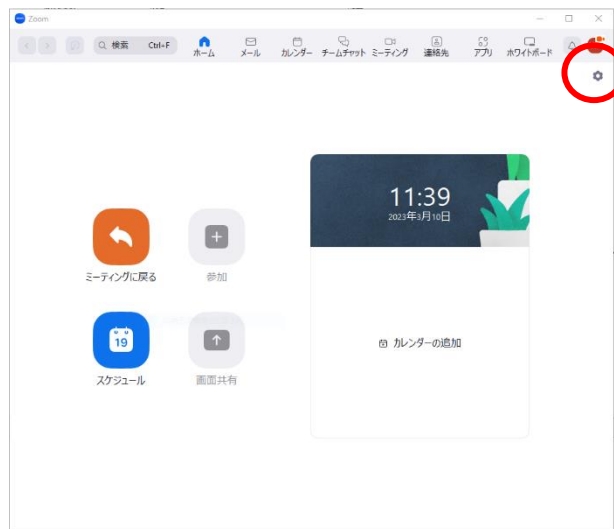 Zoom
検索 Ctrl+F
ホーム
メール
カレンダー
チームチャット
ミーティング
連絡先
アプリ
ホワイトボード
11:39
2023年3月10日
ミーティングに戻る
参加
19
スケジュール
画面共有
カレンダーの追加